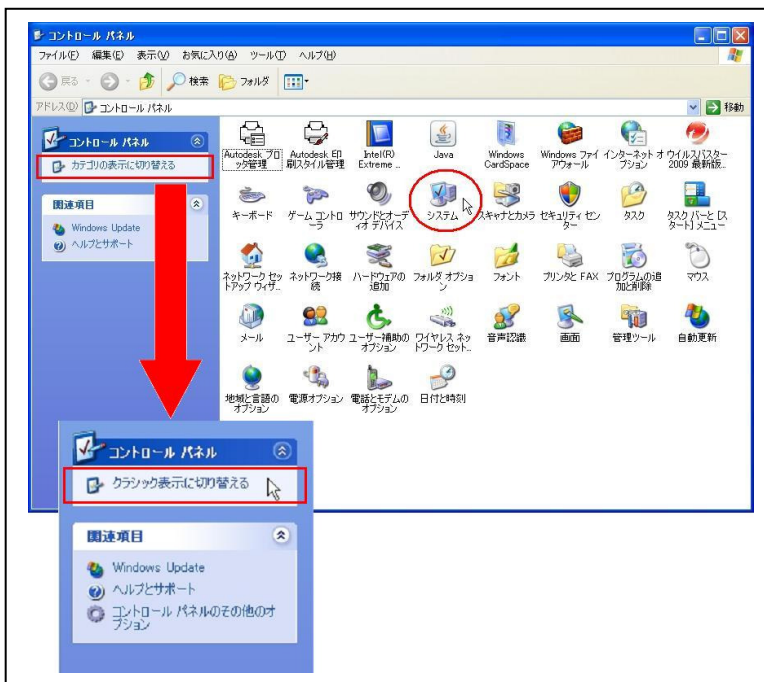 コントロール パネル
ファイル(F) 編集(E) 表示(V) お気に入り(A) ツール(T) ヘルプ(H)
戻る 検索 フォルダ
アドレス(D) コントロール パネル 移動
コントロール パネル
カテゴリの表示に切り替える
関連項目
Windows Update
ヘルプとサポート
Autodesk プロ
ッタ管理
Autodesk 印
刷スタイル管理
Intel(R)
Extreme ...
Java
Windows
CardSpace
Windows ファイ
アウォール
インターネット オ
プション
ウイルスバスター
2009 最新版..
キーボード
ゲーム コントロ
ーラ
サウンドとオーデ
ィオ デバイス
システム
スキャナとカメラ
セキュリティ セン
ター
タスク
タスク バーと [ス
タート] メニュー
ネットワーク セッ
トアップ ウィザ...
ネットワーク接
続
ハードウェアの
追加
フォルダ オプショ
ン
フォント
プリンタと FAX
プログラムの追
加と削除
マウス
メール
ユーザー アカウ
ント
ユーザー補助の
オプション
ワイヤレス ネッ
トワーク セット...
音声認識
画面
管理ツール
自動更新
地域と言語の
オプション
電源オプション
電話とモデムの
オプション
日付と時刻
コントロール パネル
クラシック表示に切り替える
関連項目
Windows Update
ヘルプとサポート
コントロール パネルのその他のオ
プション